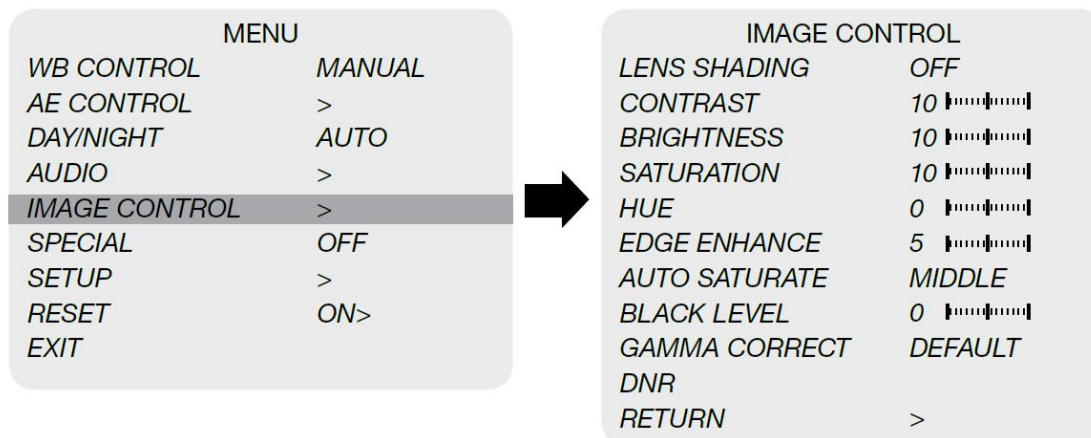 MENU
WB CONTROL MANUAL
AE CONTROL >
DAY/NIGHT AUTO
AUDIO >
IMAGE CONTROL >
SPECIAL OFF
SETUP >
RESET ON>
EXIT
IMAGE CONTROL
LENS SHADING OFF
CONTRAST 10
BRIGHTNESS 10
SATURATION 10
HUE 0
EDGE ENHANCE 5
AUTO SATURATE MIDDLE
BLACK LEVEL 0
GAMMA CORRECT DEFAULT
DNR
RETURN >